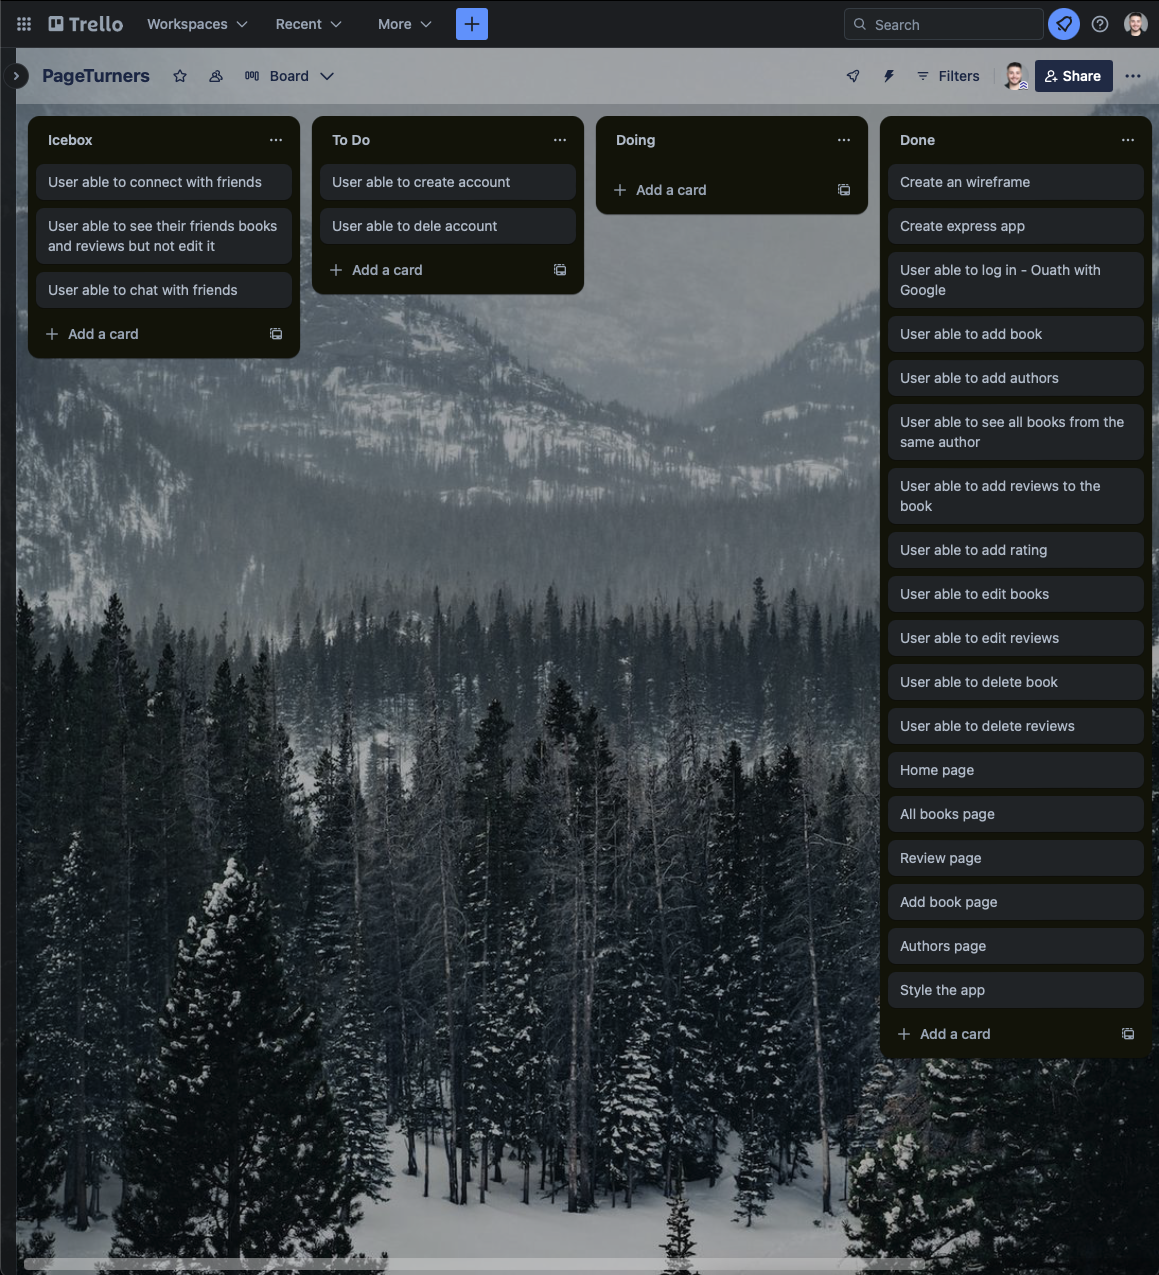 Trello
Workspaces
Recent
More
Search
PageTurners
Board
Filters
Share
Icebox
User able to connect with friends
User able to see their friends books
and reviews but not edit it
User able to chat with friends
Add a card
To Do
User able to create account
User able to dele account
Add a card
Doing
Add a card
Done
Create an wireframe
Create express app
User able to log in - Ouath with
Google
User able to add book
User able to add authors
User able to see all books from the
same author
User able to add reviews to the
book
User able to add rating
User able to edit books
User able to edit reviews
User able to delete book
User able to delete reviews
Home page
All books page
Review page
Add book page
Authors page
Style the app
Add a card